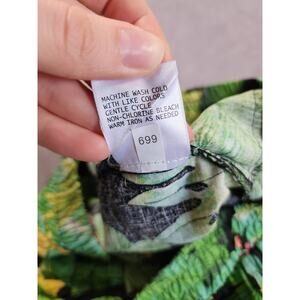 MACHINE WASH COLD
WITH LIKE COLORS
GENTLE CYCLE
NON-CHLORINE BLEACH
WARM IRON AS NEEDED
699